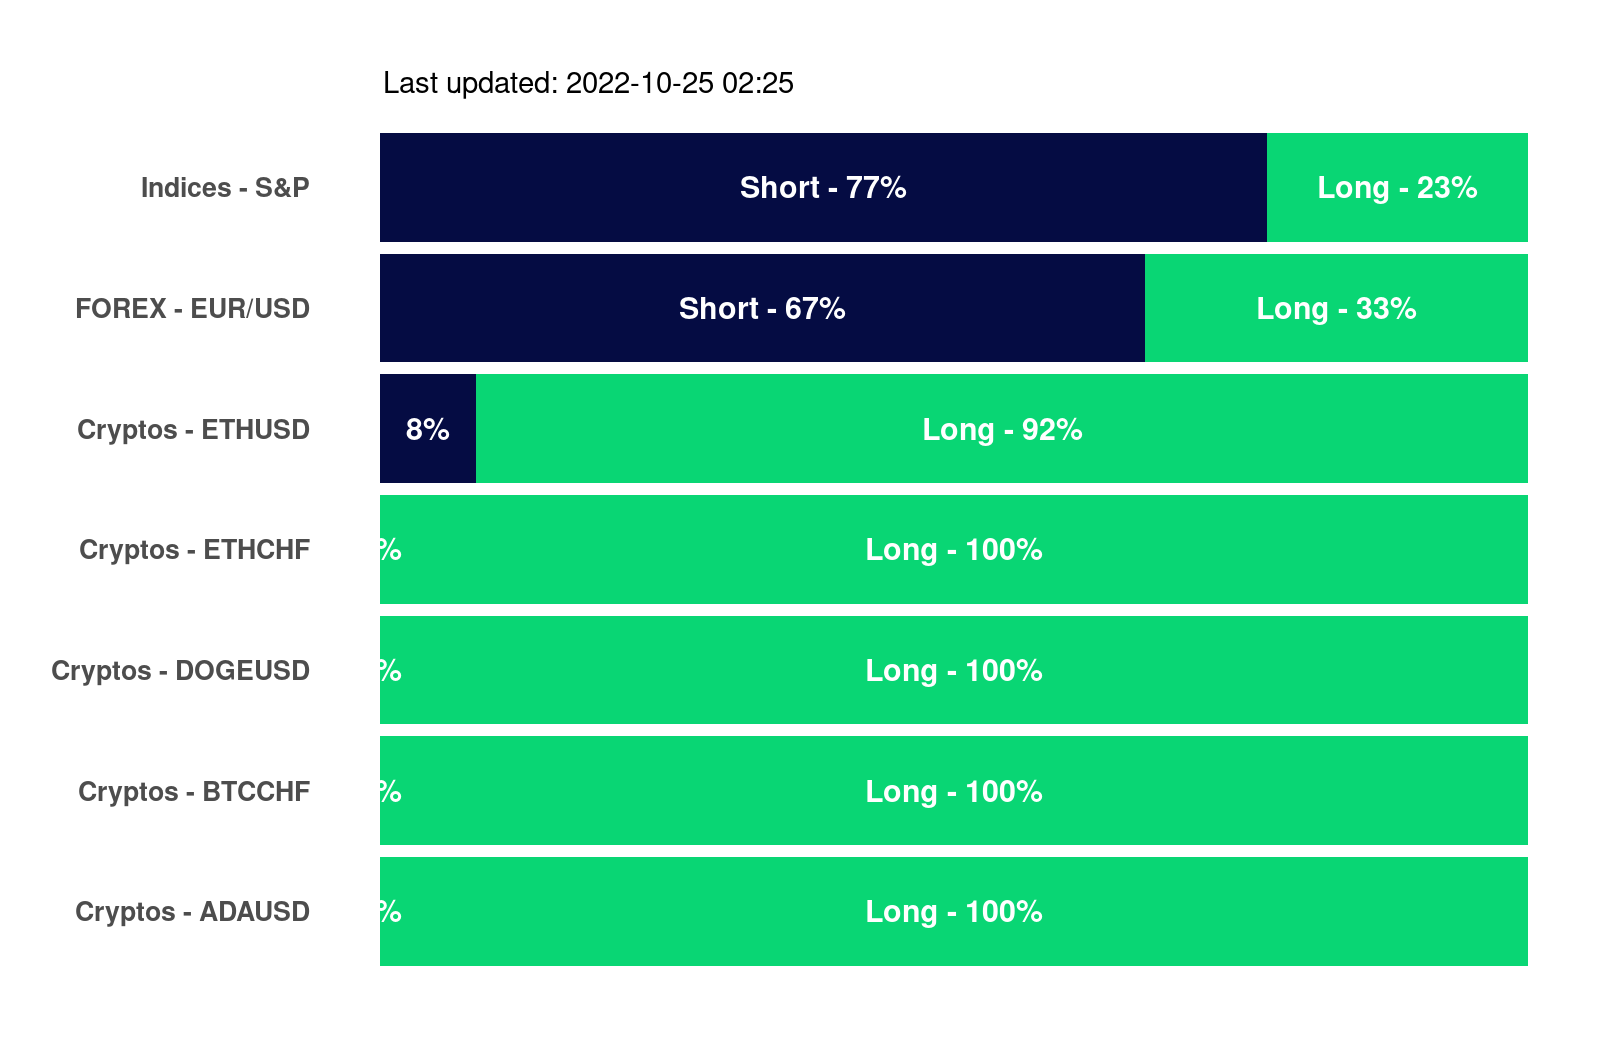 Last updated: 2022-10-25 02:25
Indices - S&P Short - 77% Long - 23%
FOREX - EUR/USD Short - 67% Long - 33%
Cryptos - ETHUSD 8% Long - 92%
Cryptos - ETHCHF % Long - 100%
Cryptos - DOGEUSD % Long - 100%
Cryptos - BTCCHF % Long - 100%
Cryptos - ADAUSD % Long - 100%